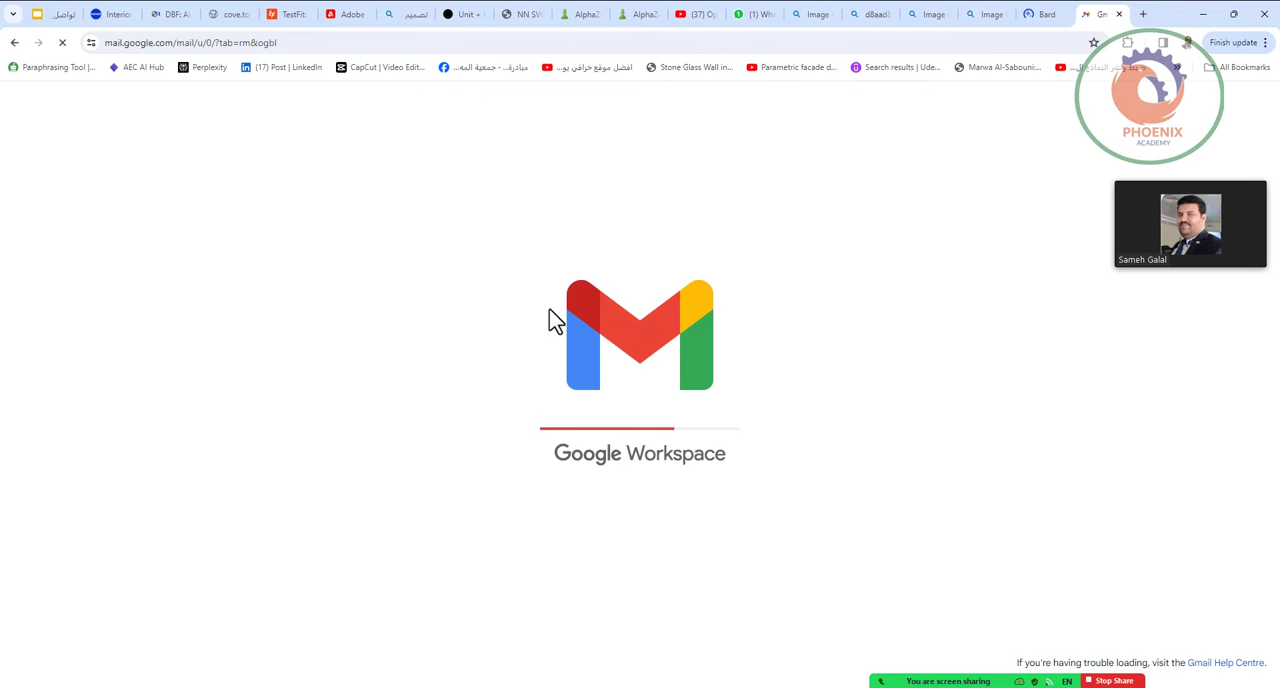 تواصل...
Interior
DBF: AI
cove.to
TestFit:
Adobe
تصميم
Unit +
NN SVG
AlphaZ
AlphaZ
(37) Op
(1) Wha
Image
d8aad8
Image
Image
Bard
Gm
mail.google.com/mail/u/0/?tab=rm&ogbl
Finish update
Paraphrasing Tool |...
AEC AI Hub
Perplexity
(17) Post | LinkedIn
CapCut | Video Edit...
مبادرة... - جمعية المه...
افضل موقع خرافي يو...
Stone Glass Wall in...
Parametric facade d...
Search results | Ude...
Marwa Al-Sabouni:...
All Bookmarks
PHOENIX
ACADEMY
Sameh Galal
Google Workspace
If you're having trouble loading, visit the Gmail Help Centre.
You are screen sharing
EN
Stop Share